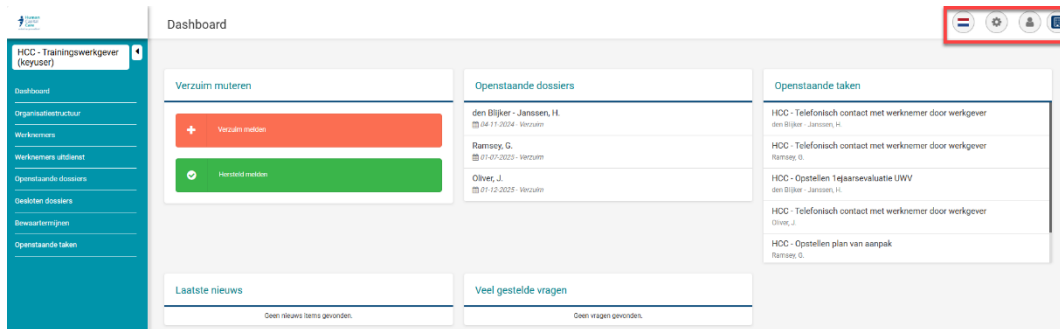 Human
Capital
Care
Dashboard
HCC - Trainingswerkgever
(keyuser)
Dashboard
Organisatiestructuur
Werknemers
Werknemers uitdienst
Openstaande dossiers
Gesloten dossiers
Bewaartermijnen
Openstaande taken
Verzuim muteren
Verzuim melden
Hersteld melden
Openstaande dossiers
den Blijker - Janssen, H.
04-11-2024 - Verzuim
Ramsey, G.
01-07-2025 - Verzuim
Oliver, J.
01-12-2025 - Verzuim
Openstaande taken
HCC - Telefonisch contact met werknemer door werkgever
den Blijker - Janssen, H.
HCC - Telefonisch contact met werknemer door werkgever
Ramsey, G.
HCC - Opstellen 1ejaarsevaluatie UWV
den Blijker - Janssen, H.
HCC - Telefonisch contact met werknemer door werkgever
Oliver, J.
HCC - Opstellen plan van aanpak
Ramsey, G.
Laatste nieuws
Geen nieuws items gevonden.
Veel gestelde vragen
Geen vragen gevonden.